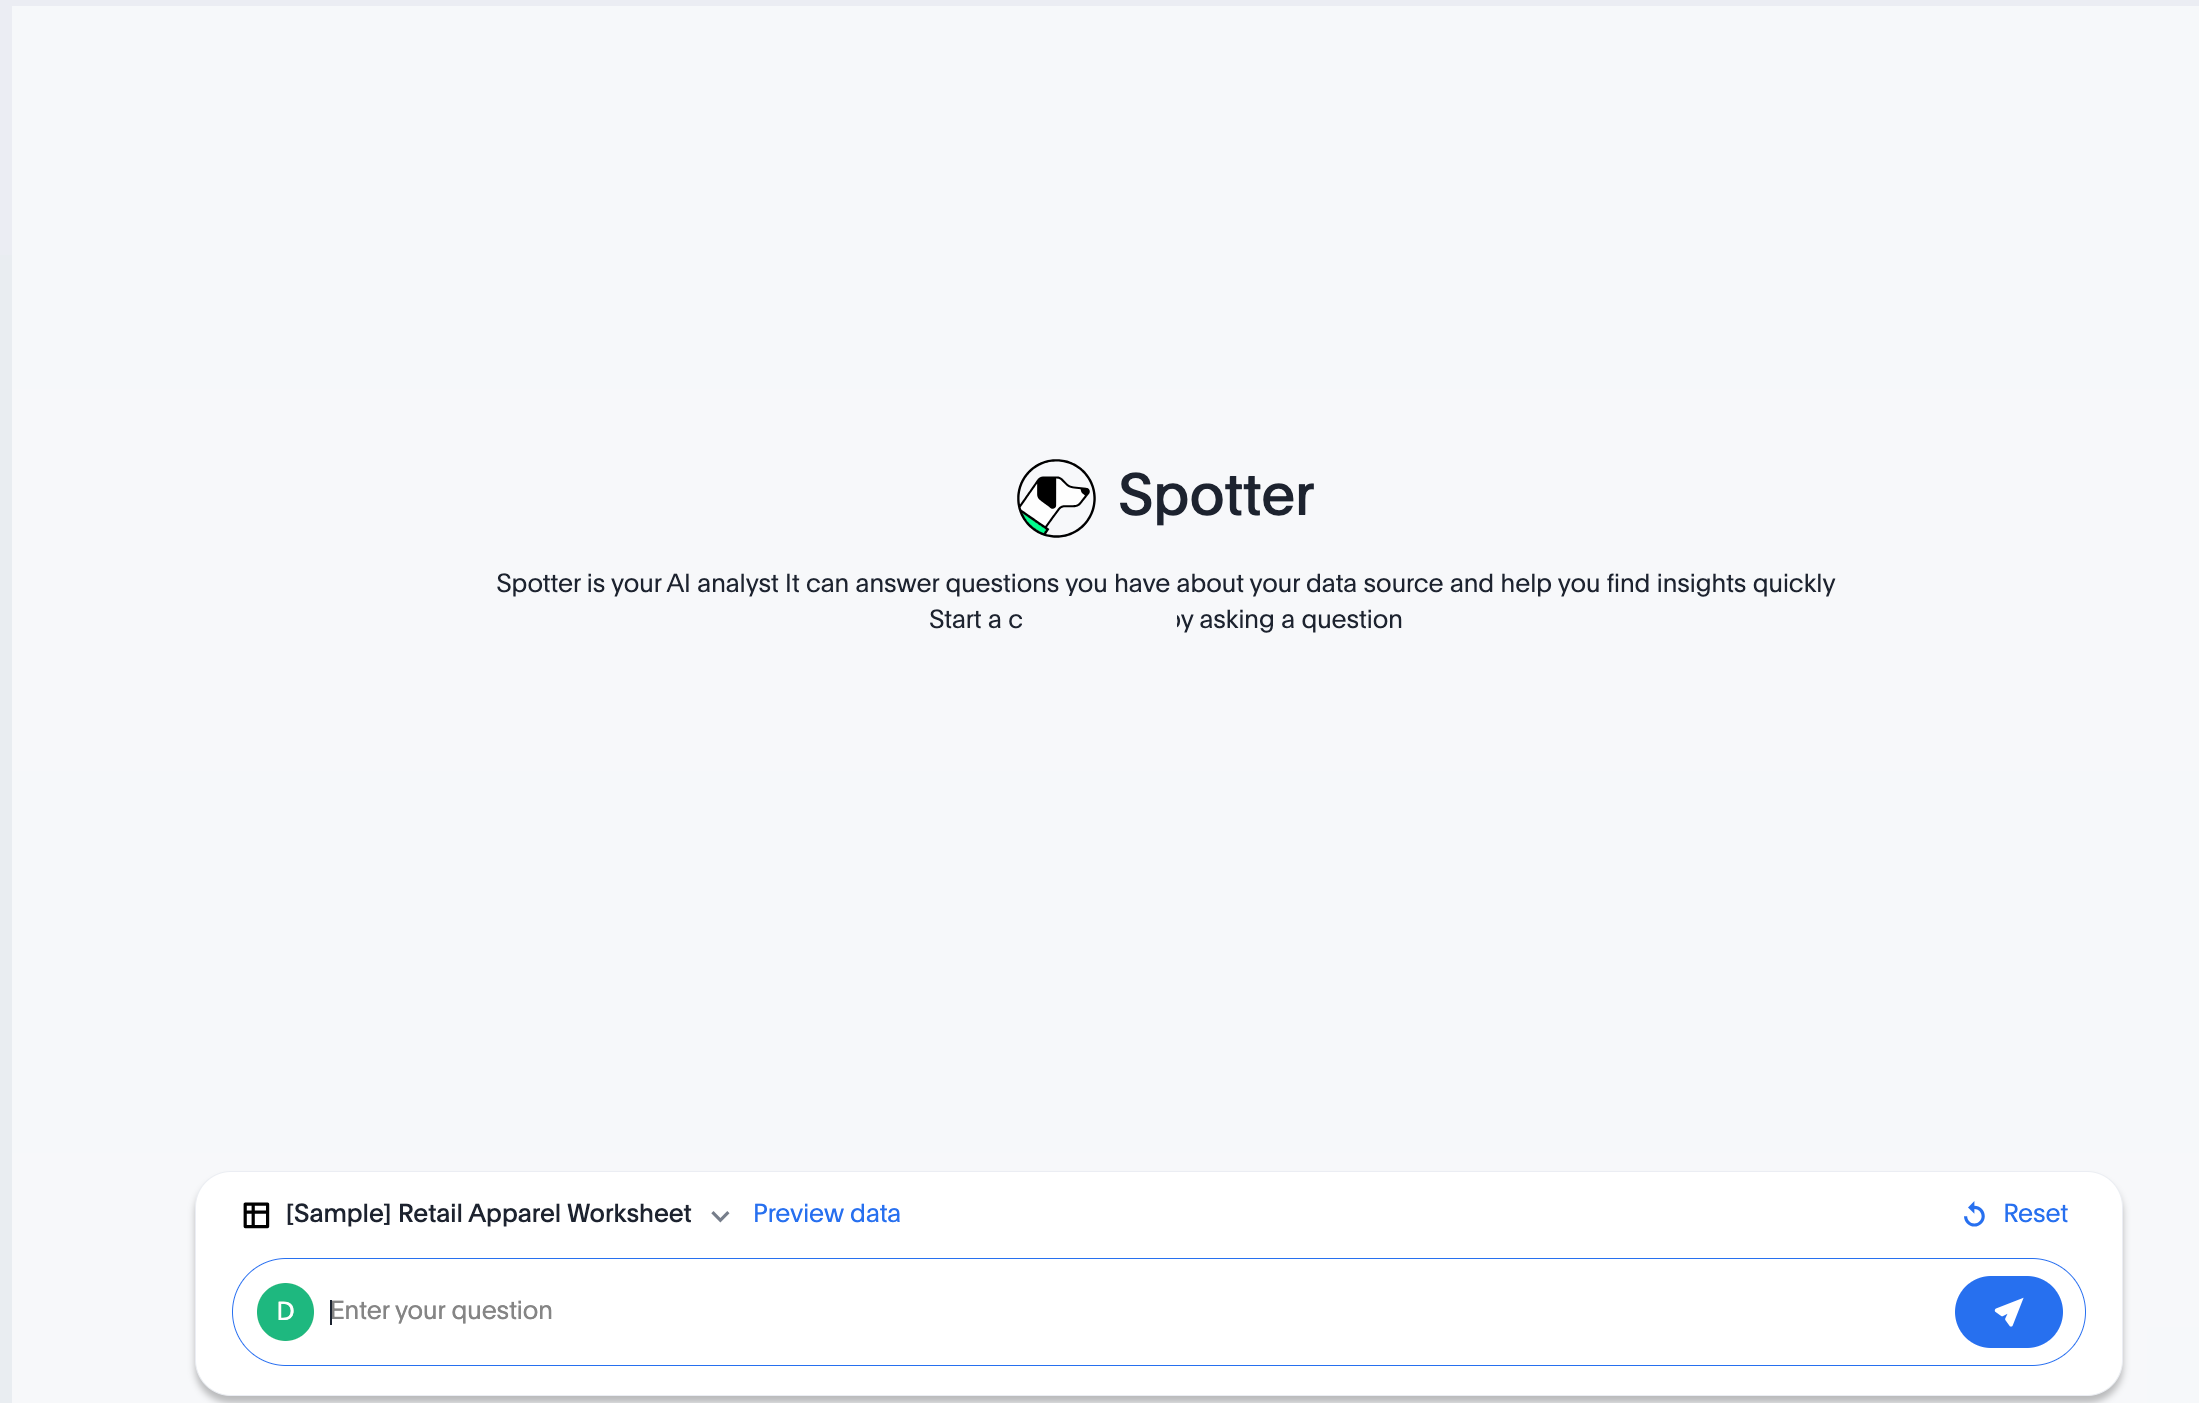 Spotter
Spotter is your AI analyst It can answer questions you have about your data source and help you find insights quickly
Start a c y asking a question
[Sample] Retail Apparel Worksheet Preview data Reset
D Enter your question